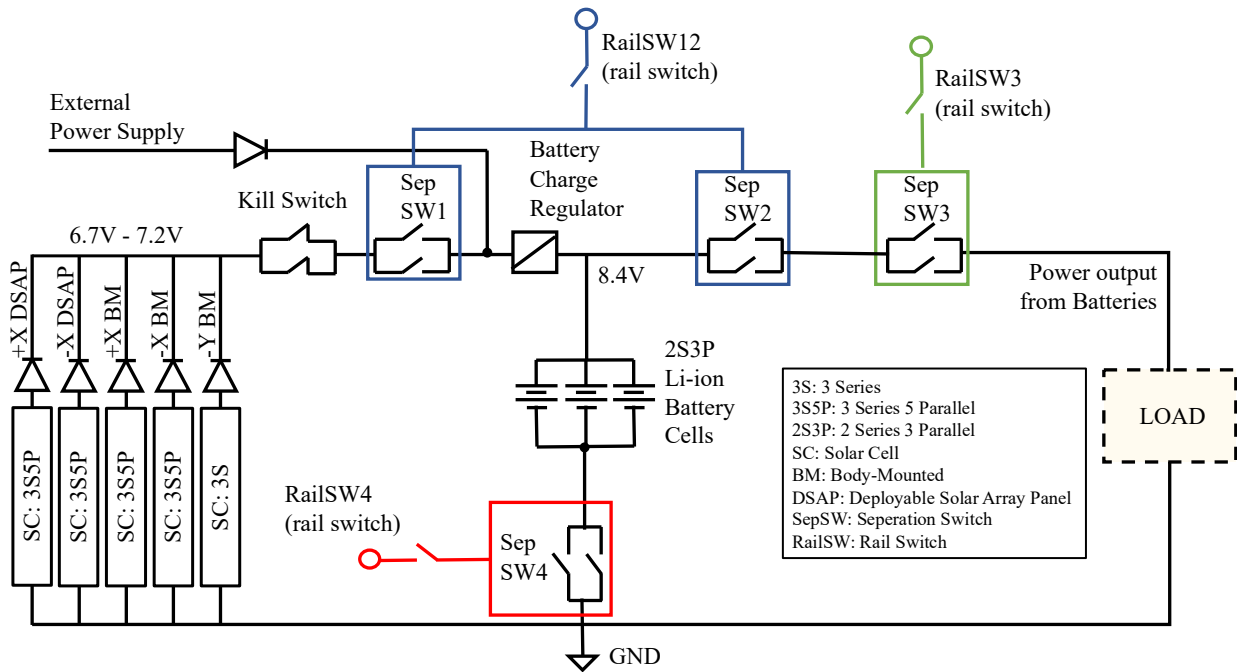 RailSW12
(rail switch)
RailSW3
(rail switch)
External
Power Supply
Battery
Charge
Regulator
Kill Switch
Sep
SW1
Sep
SW2
Sep
SW3
6.7V - 7.2V
8.4V
Power output
from Batteries
+X DSAP
-X DSAP
+X BM
-X BM
-Y BM
SC: 3S5P
SC: 3S5P
SC: 3S5P
SC: 3S5P
SC: 3S
2S3P
Li-ion
Battery
Cells
3S: 3 Series
3S5P: 3 Series 5 Parallel
2S3P: 2 Series 3 Parallel
SC: Solar Cell
BM: Body-Mounted
DSAP: Deployable Solar Array Panel
SepSW: Seperation Switch
RailSW: Rail Switch
LOAD
RailSW4
(rail switch)
Sep
SW4
GND